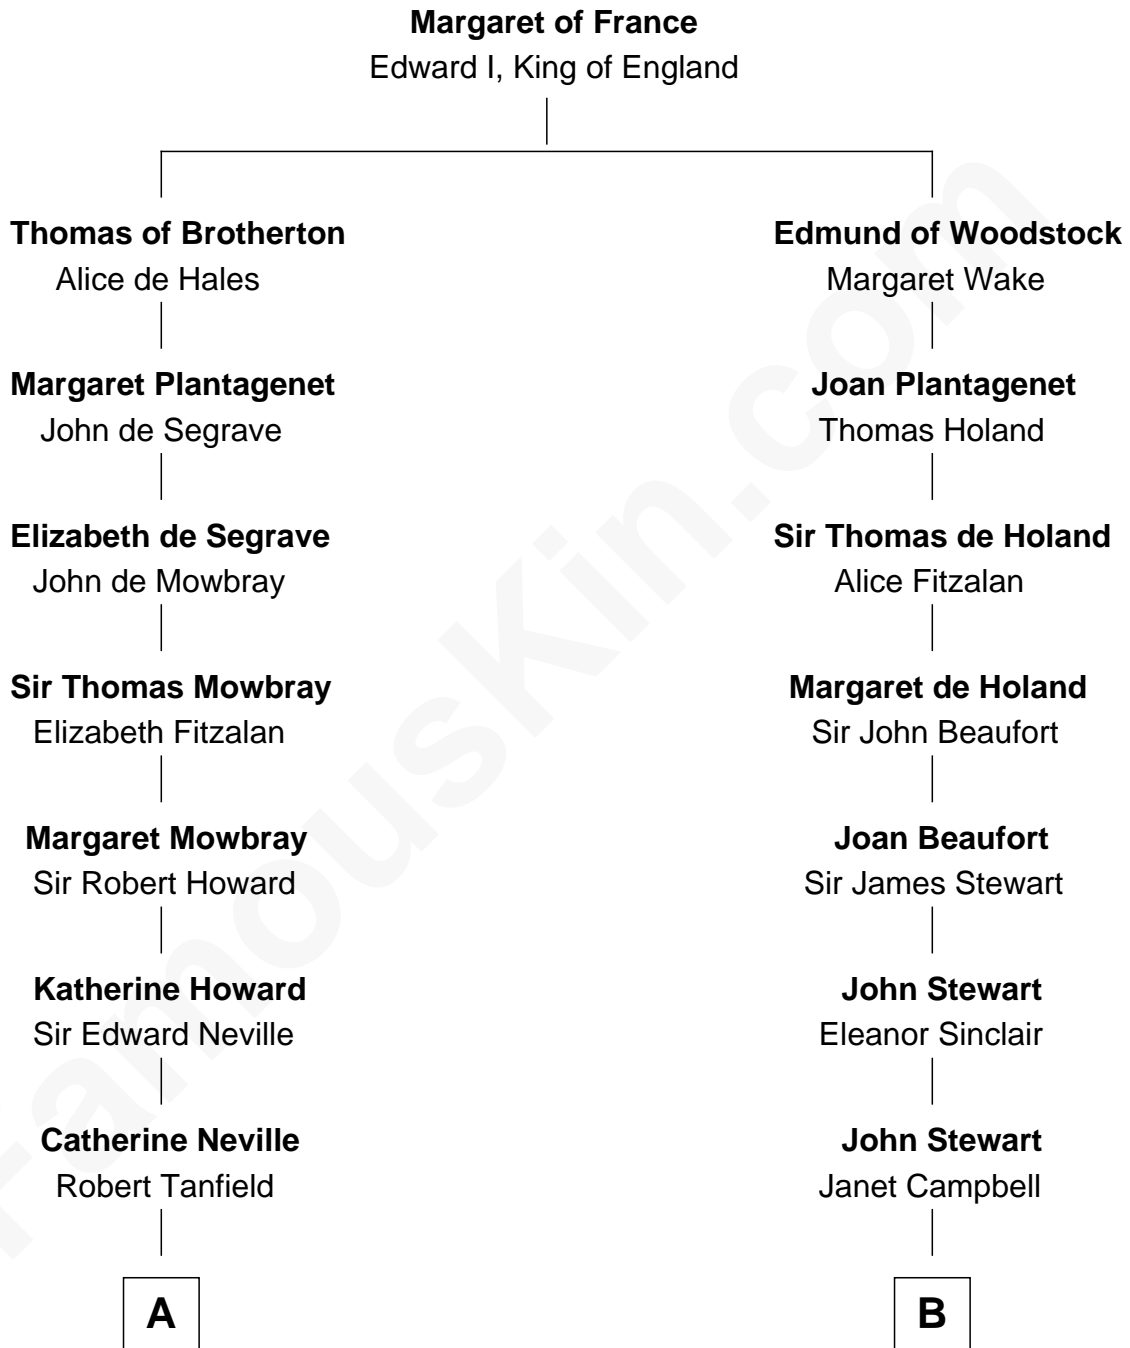 Margaret of France
Edward I, King of England
Thomas of Brotherton
Alice de Hales
Edmund of Woodstock
Margaret Wake
Margaret Plantagenet
John de Segrave
Joan Plantagenet
Thomas Holand
Elizabeth de Segrave
John de Mowbray
Sir Thomas de Holand
Alice Fitzalan
Sir Thomas Mowbray
Elizabeth Fitzalan
Margaret de Holand
Sir John Beaufort
Margaret Mowbray
Sir Robert Howard
Joan Beaufort
Sir James Stewart
Katherine Howard
Sir Edward Neville
John Stewart
Eleanor Sinclair
Catherine Neville
Robert Tanfield
John Stewart
Janet Campbell
A
B
FamousKin.com